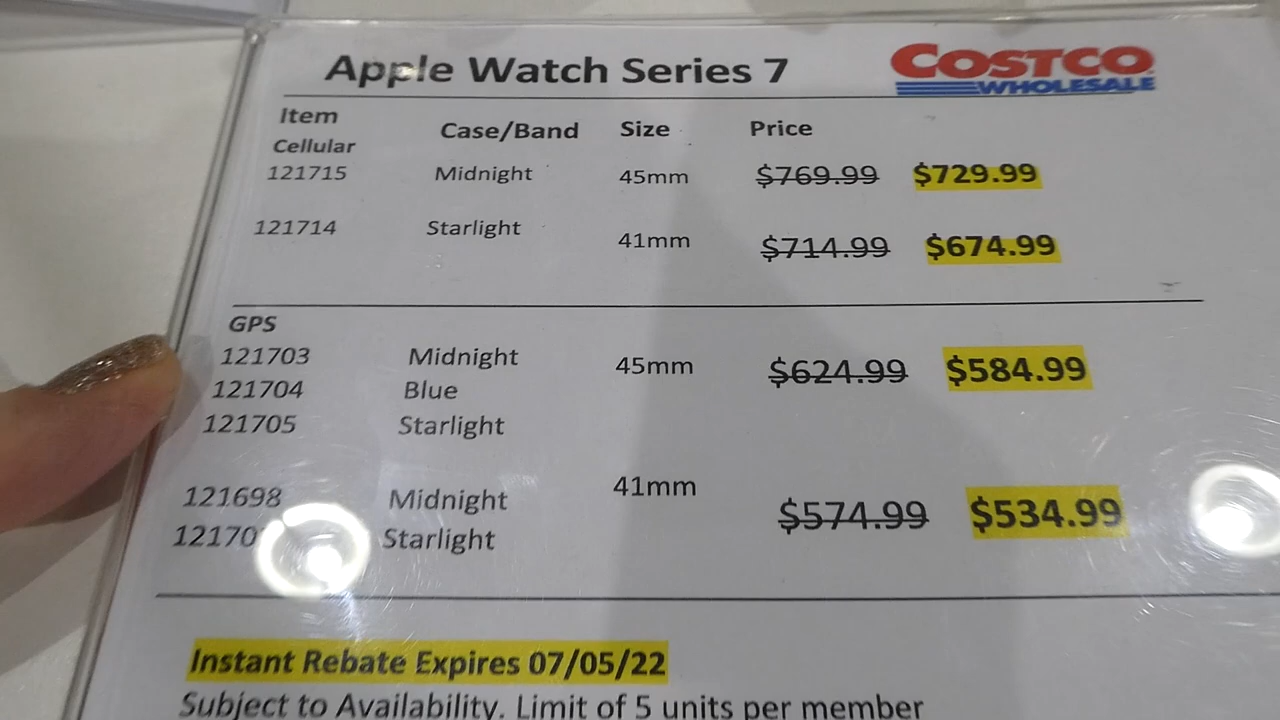 Apple Watch Series 7
COSTCO
WHOLESALE
Item Case/Band Size Price
Cellular
121715 Midnight 45mm $769.99 $729.99
121714 Starlight 41mm $714.99 $674.99
GPS
121703 Midnight 45mm $624.99 $584.99
121704 Blue
121705 Starlight
121698 Midnight 41mm $574.99 $534.99
Starlight
Instant Rebate Expires 07/05/22
Subject to Availability. Limit of 5 units per member